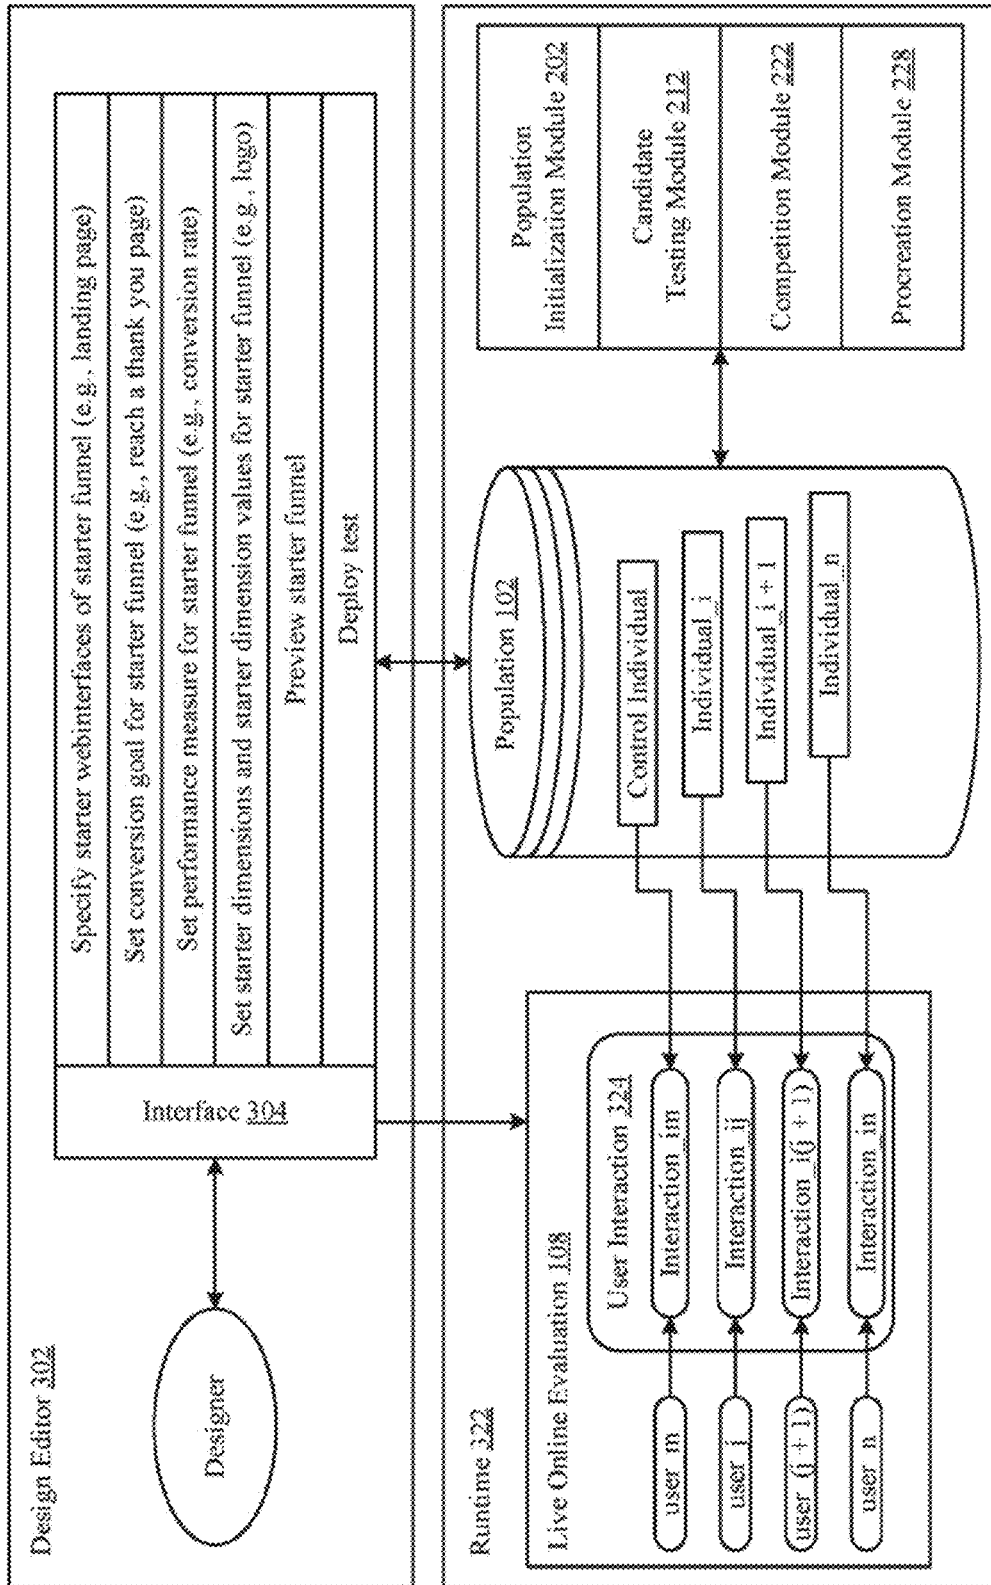 Design Editor 302
Designer
Interface 304
Specify starter webinterfaces of starter funnel (e.g., landing page)
Set conversion goal for starter funnel (e.g., reach a thank you page)
Set performance measure for starter funnel (e.g., conversion rate)
Set starter dimensions and starter dimension values for starter funnel (e.g., logo)
Preview starter funnel
Deploy test
Runtime 322
Live Online Evaluation 108
User Interaction 324
user_m
Interaction_im
user_j
Interaction_ij
user_(j + 1)
Interaction_i(j + 1)
user_n
Interaction_in
Population 102
Control Individual
Individual_i
Individual_i + 1
Individual_n
Population
Initialization Module 202
Candidate
Testing Module 212
Competition Module 222
Procreation Module 228